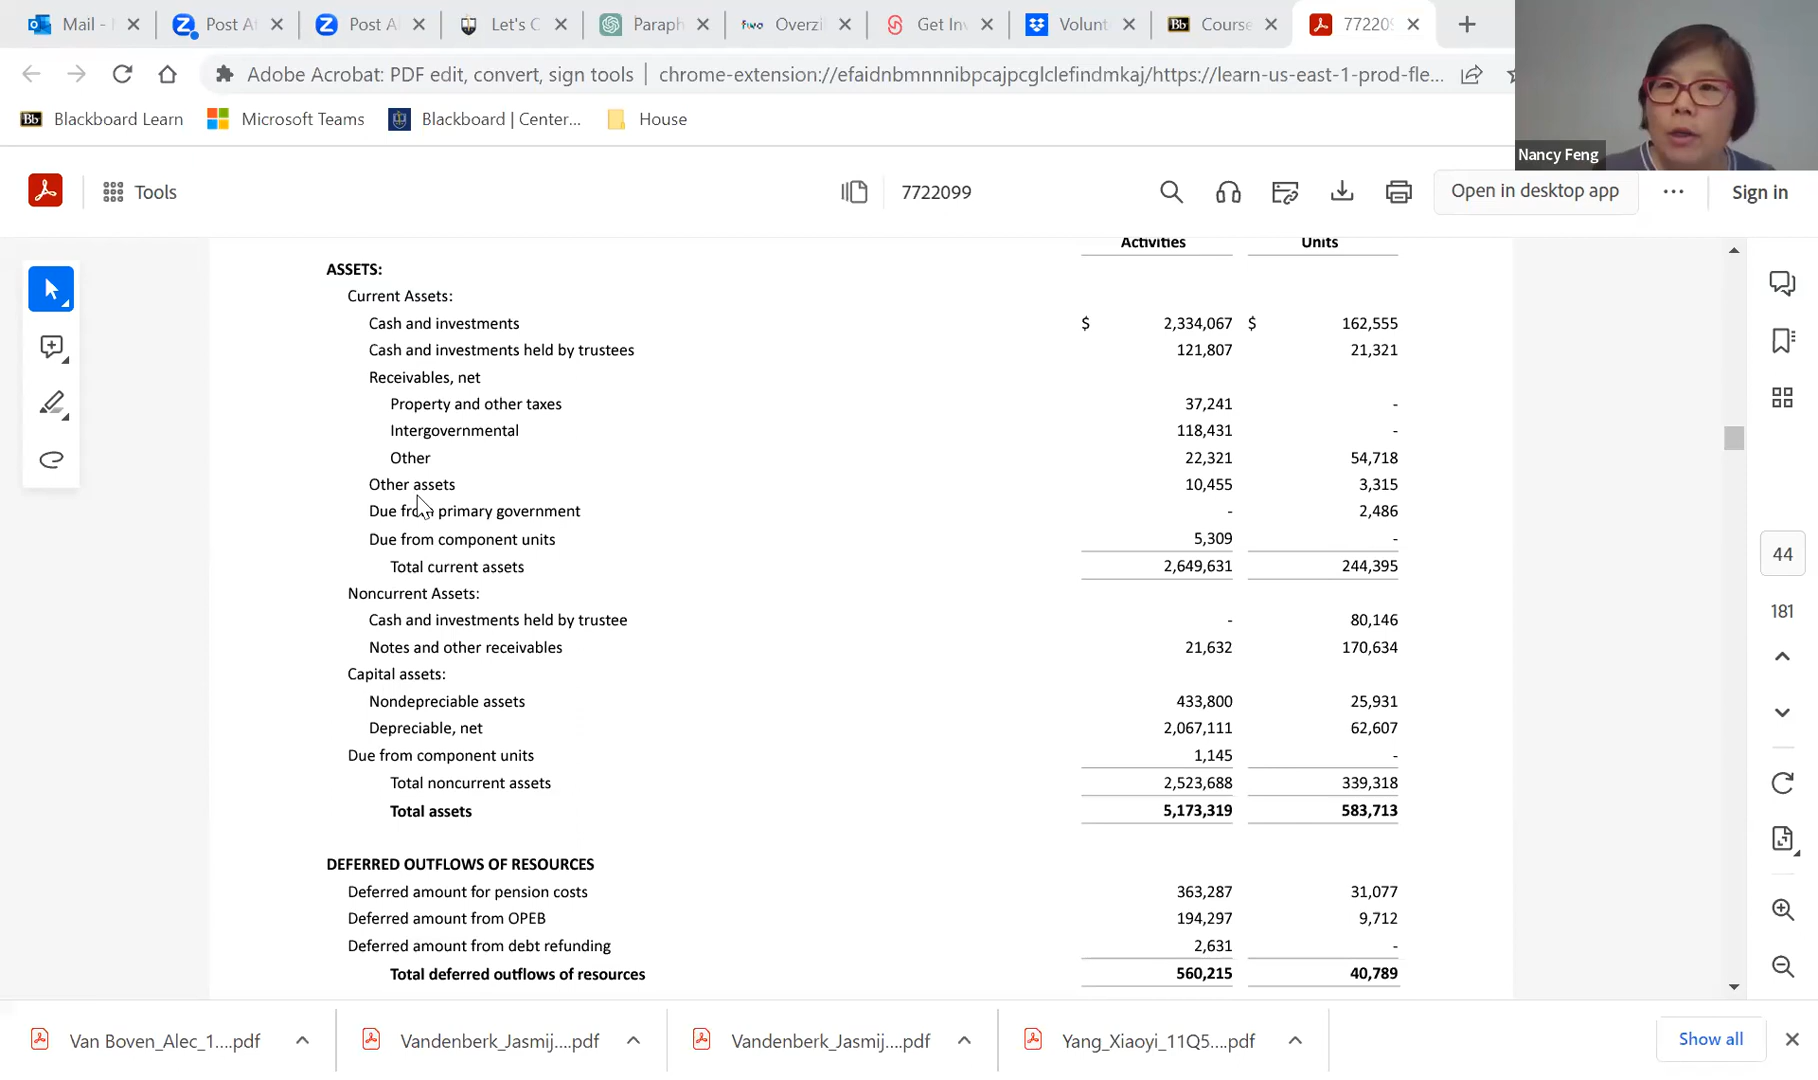 Mail - Post A Post A Let's C Paraph Overzi Get Inv Volunt Course 77220
Adobe Acrobat: PDF edit, convert, sign tools chrome-extension://efaidnbmnnnibpcajpcglclefindmkaj/https://learn-us-east-1-prod-fle...
Blackboard Learn Microsoft Teams Blackboard | Center... House
Nancy Feng
Tools 7722099 Open in desktop app ... Sign in
Activities Units
ASSETS:
Current Assets:
Cash and investments $ 2,334,067 $ 162,555
Cash and investments held by trustees 121,807 21,321
Receivables, net
Property and other taxes 37,241 -
Intergovernmental 118,431 -
Other 22,321 54,718
Other assets 10,455 3,315
Due from primary government - 2,486
Due from component units 5,309 -
Total current assets 2,649,631 244,395
Noncurrent Assets:
Cash and investments held by trustee - 80,146
Notes and other receivables 21,632 170,634
Capital assets:
Nondepreciable assets 433,800 25,931
Depreciable, net 2,067,111 62,607
Due from component units 1,145 -
Total noncurrent assets 2,523,688 339,318
Total assets 5,173,319 583,713
DEFERRED OUTFLOWS OF RESOURCES
Deferred amount for pension costs 363,287 31,077
Deferred amount from OPEB 194,297 9,712
Deferred amount from debt refunding 2,631 -
Total deferred outflows of resources 560,215 40,789
44
181
Van Boven_Alec_1....pdf Vandenberk_Jasmij....pdf Vandenberk_Jasmij....pdf Yang_Xiaoyi_11Q5....pdf Show all